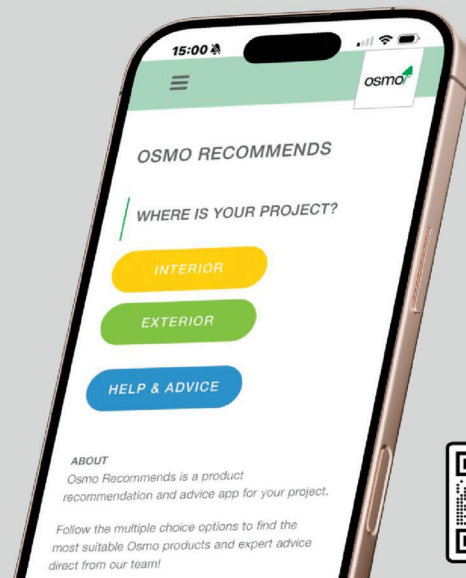 15:00
osmo
OSMO RECOMMENDS
WHERE IS YOUR PROJECT?
INTERIOR
EXTERIOR
HELP & ADVICE
ABOUT
Osmo Recommends is a product
recommendation and advice app for your project.
Follow the multiple choice options to find the
most suitable Osmo products and expert advice
direct from our team!